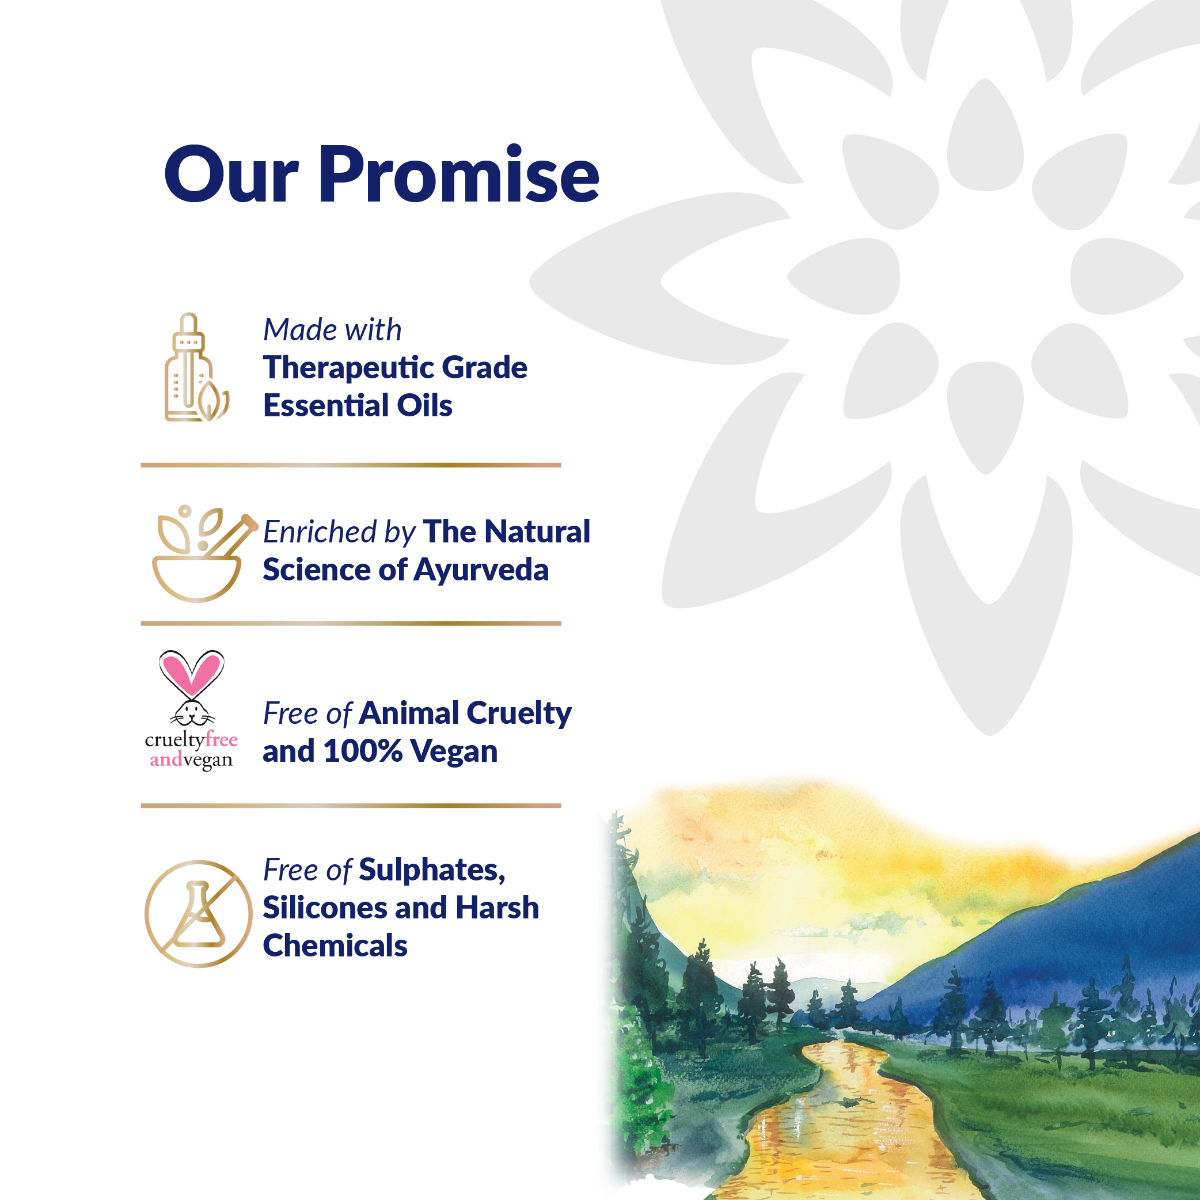 Our Promise
Made with
Therapeutic Grade
Essential Oils
Enriched by The Natural
Science of Ayurveda
crueltyfree
andvegan
Free of Animal Cruelty
and 100% Vegan
Free of Sulphates,
Silicones and Harsh
Chemicals